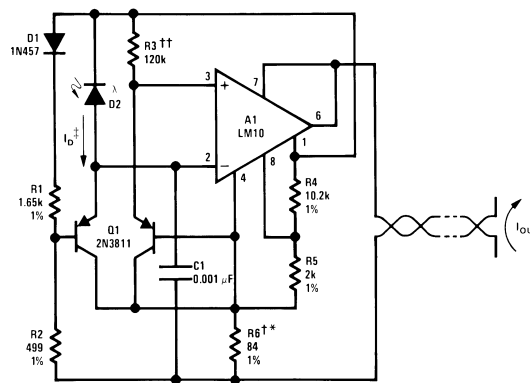 D1
1N457
R3 ††
120k
λ
D2
I_D ‡‡
3
+
7
A1
LM10
6
1
2
−
8
4
R1
1.65k
1%
R4
10.2k
1%
Q1
2N3811
C1
0.001 μF
R5
2k
1%
R2
499
1%
R6†*
84
1%
I_OU